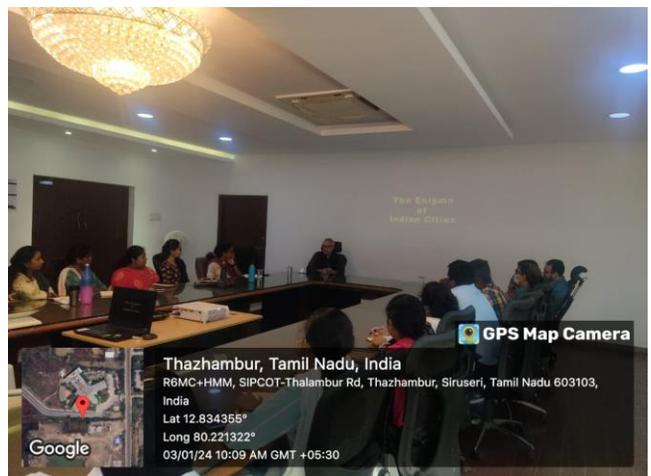 The Enigma
of
Indian Cities
GPS Map Camera
Thazhambur, Tamil Nadu, India
R6MC+HMM, SIPCOT-Thalambur Rd, Thazhambur, Siruseri, Tamil Nadu 603103,
India
Lat 12.834355°
Long 80.221322°
03/01/24 10:09 AM GMT +05:30
Google